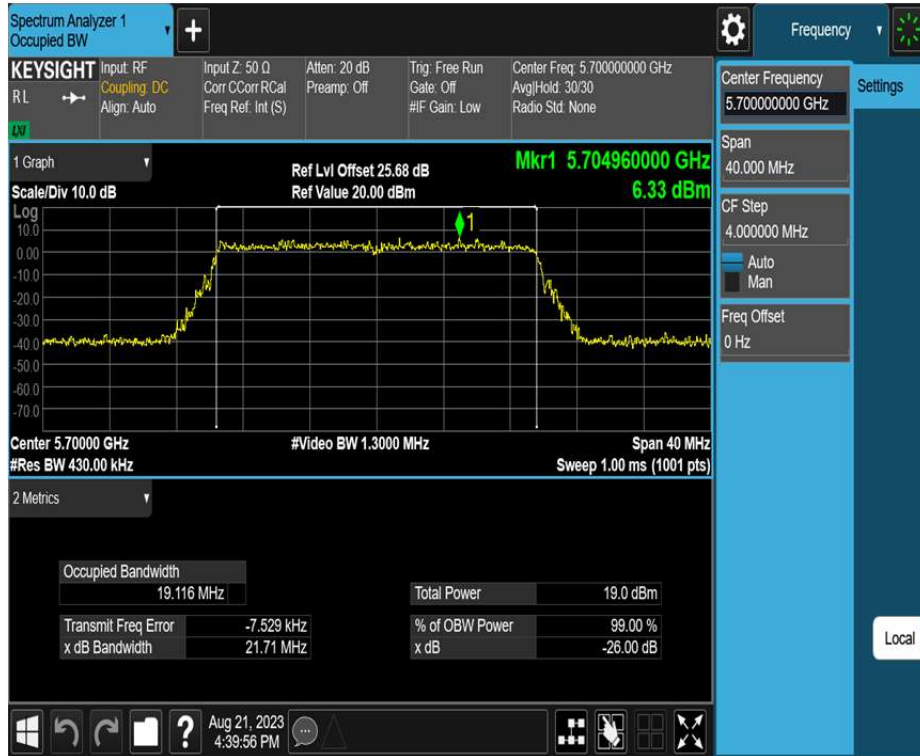 Spectrum Analyzer 1
Occupied BW
+
Frequency
KEYSIGHT
R L
LXI
Input: RF
Coupling: DC
Align: Auto
Input Z: 50 Ω
Corr CCorr RCal
Freq Ref: Int (S)
Atten: 20 dB
Preamp: Off
Trig: Free Run
Gate: Off
#IF Gain: Low
Center Freq: 5.700000000 GHz
Avg|Hold: 30/30
Radio Std: None
Center Frequency
5.700000000 GHz
Settings
Span
40.000 MHz
CF Step
4.000000 MHz
Auto
Man
Freq Offset
0 Hz
1 Graph
Scale/Div 10.0 dB
Ref Lvl Offset 25.68 dB
Ref Value 20.00 dBm
Mkr1 5.704960000 GHz
6.33 dBm
Log
10.0
0.00
-10.0
-20.0
-30.0
-40.0
-50.0
-60.0
-70.0
1
Center 5.70000 GHz
#Res BW 430.00 kHz
#Video BW 1.3000 MHz
Span 40 MHz
Sweep 1.00 ms (1001 pts)
2 Metrics
Occupied Bandwidth
19.116 MHz
Total Power 19.0 dBm
Transmit Freq Error -7.529 kHz
% of OBW Power 99.00 %
x dB Bandwidth 21.71 MHz
x dB -26.00 dB
Local
?
Aug 21, 2023
4:39:56 PM